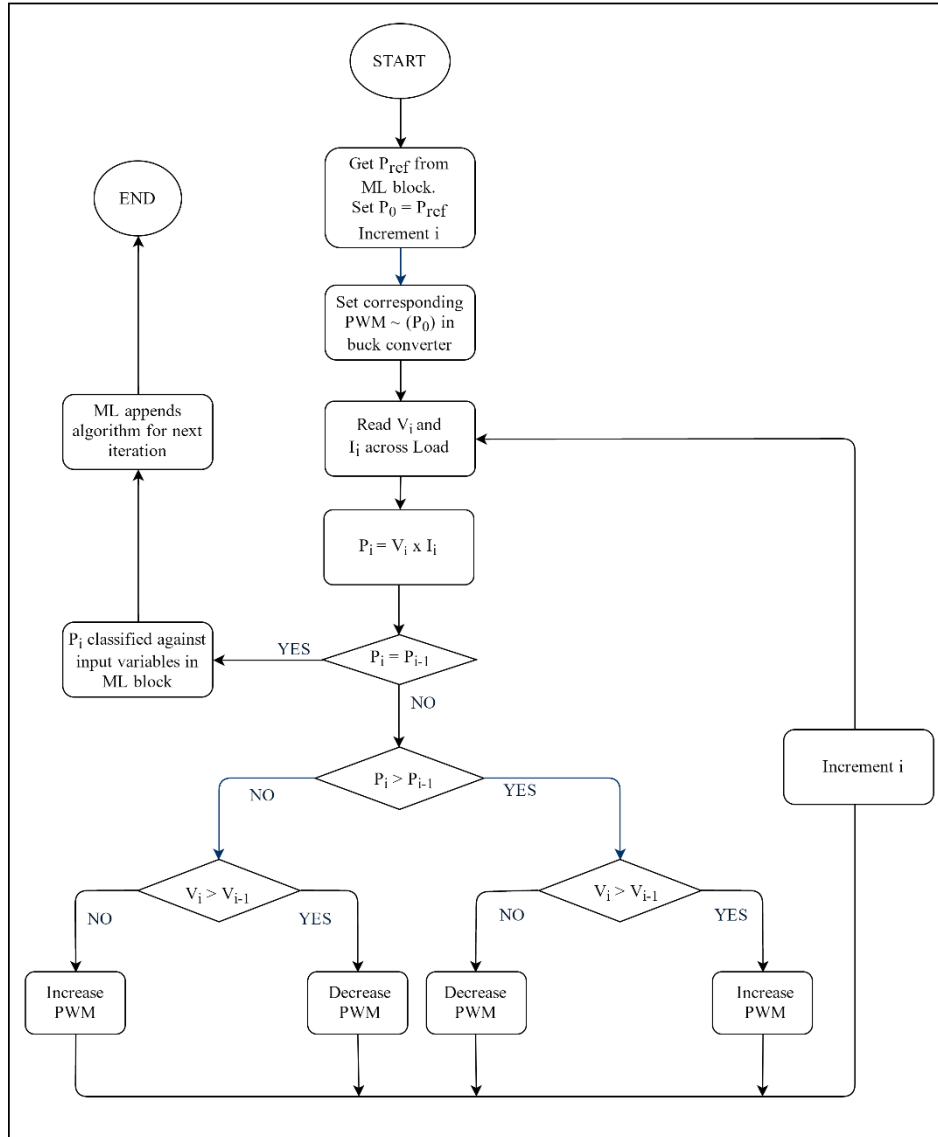 START
Get Pref from
ML block.
Set P0 = Pref
Increment i
END
Set corresponding
PWM ~ (P0) in
buck converter
ML appends
algorithm for next
iteration
Read Vi and
Ii across Load
Pi = Vi x Ii
Pi classified against
input variables in
ML block
YES
Pi = Pi-1
NO
Increment i
Pi > Pi-1
NO
YES
Vi > Vi-1
NO
YES
Vi > Vi-1
NO
YES
Increase
PWM
Decrease
PWM
Decrease
PWM
Increase
PWM